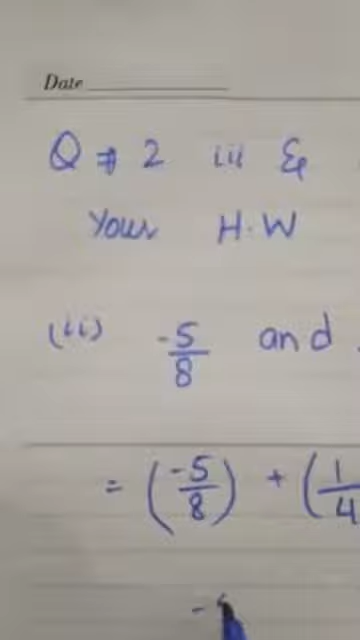 Date
Q # 2 iii &
Your H.W
(ii) -5/8 and
= (-5/8) + (1/4
-